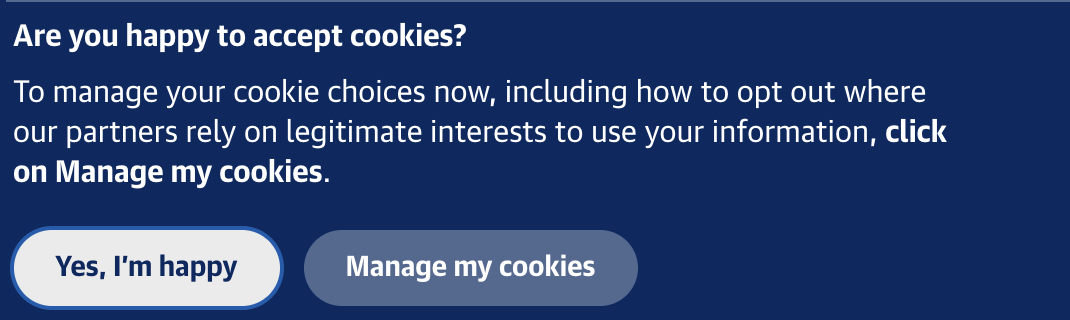 Are you happy to accept cookies?
To manage your cookie choices now, including how to opt out where
our partners rely on legitimate interests to use your information, click
on Manage my cookies.
Yes, I'm happy
Manage my cookies